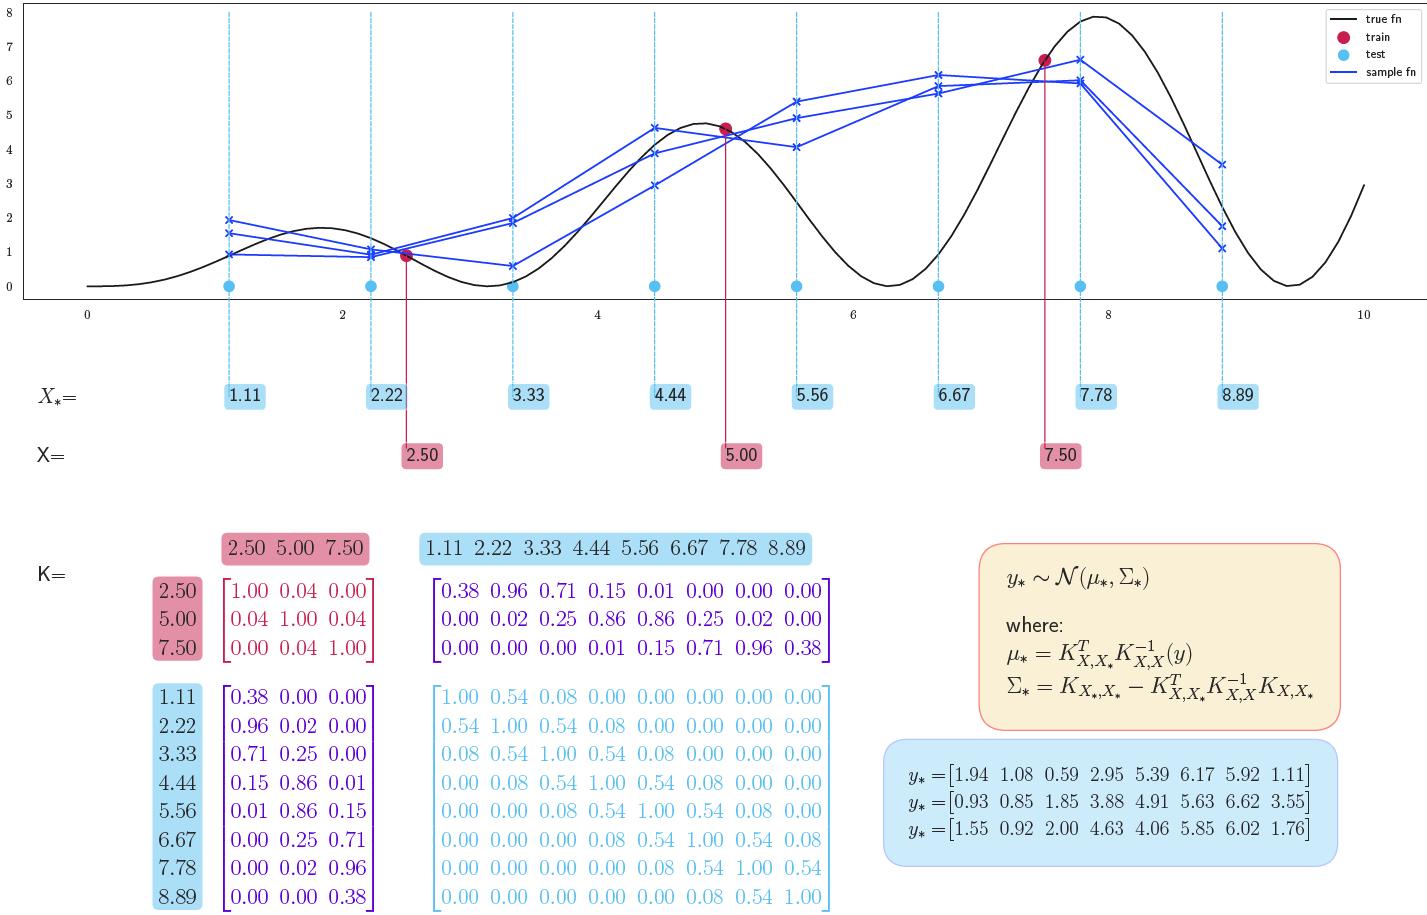 8
7
6
5
4
3
2
1
0
true fn
train
test
sample fn
0 2 4 6 8 10
X_*= 1.11 2.22 3.33 4.44 5.56 6.67 7.78 8.89
X= 2.50 5.00 7.50
K=
2.50 5.00 7.50 1.11 2.22 3.33 4.44 5.56 6.67 7.78 8.89
2.50 [1.00 0.04 0.00] [0.38 0.96 0.71 0.15 0.01 0.00 0.00 0.00]
5.00 [0.04 1.00 0.04] [0.00 0.02 0.25 0.86 0.86 0.25 0.02 0.00]
7.50 [0.00 0.04 1.00] [0.00 0.00 0.00 0.01 0.15 0.71 0.96 0.38]
1.11 [0.38 0.00 0.00] [1.00 0.54 0.08 0.00 0.00 0.00 0.00 0.00]
2.22 [0.96 0.02 0.00] [0.54 1.00 0.54 0.08 0.00 0.00 0.00 0.00]
3.33 [0.71 0.25 0.00] [0.08 0.54 1.00 0.54 0.08 0.00 0.00 0.00]
4.44 [0.15 0.86 0.01] [0.00 0.08 0.54 1.00 0.54 0.08 0.00 0.00]
5.56 [0.01 0.86 0.15] [0.00 0.00 0.08 0.54 1.00 0.54 0.08 0.00]
6.67 [0.00 0.25 0.71] [0.00 0.00 0.00 0.08 0.54 1.00 0.54 0.08]
7.78 [0.00 0.02 0.96] [0.00 0.00 0.00 0.00 0.08 0.54 1.00 0.54]
8.89 [0.00 0.00 0.38] [0.00 0.00 0.00 0.00 0.00 0.08 0.54 1.00]
y_* ∼ 𝒩(μ_*, Σ_*)
where:
μ_* = K_{X,X_*}^T K_{X,X}^{-1}(y)
Σ_* = K_{X_*,X_*} − K_{X,X_*}^T K_{X,X}^{-1} K_{X,X_*}
y_* =[1.94 1.08 0.59 2.95 5.39 6.17 5.92 1.11]
y_* =[0.93 0.85 1.85 3.88 4.91 5.63 6.62 3.55]
y_* =[1.55 0.92 2.00 4.63 4.06 5.85 6.02 1.76]